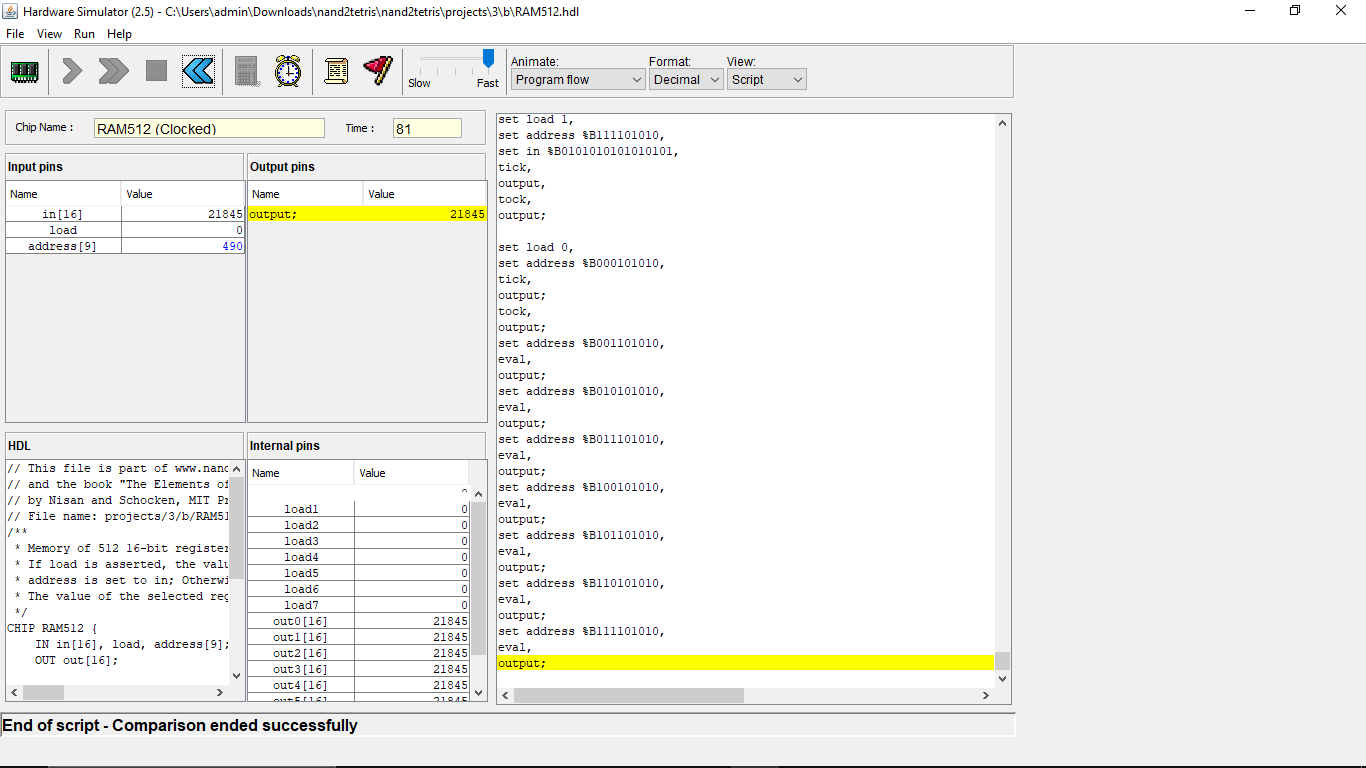 Hardware Simulator (2.5) - C:\Users\admin\Downloads\nand2tetris\nand2tetris\projects\3\b\RAM512.hdl
File View Run Help
Slow Fast
Animate:
Program flow
Format:
Decimal
View:
Script
Chip Name :
RAM512 (Clocked)
Time :
81
Input pins
Name Value
in[16] 21845
load 0
address[9] 490
Output pins
Name Value
output; 21845
HDL
// This file is part of www.nand
// and the book "The Elements of
// by Nisan and Schocken, MIT Pr
// File name: projects/3/b/RAM51
/**
* Memory of 512 16-bit register
* If load is asserted, the valu
* address is set to in; Otherwi
* The value of the selected reg
*/
CHIP RAM512 {
IN in[16], load, address[9];
OUT out[16];
Internal pins
Name Value
load1 0
load2 0
load3 0
load4 0
load5 0
load6 0
load7 0
out0[16] 21845
out1[16] 21845
out2[16] 21845
out3[16] 21845
out4[16] 21845
out5[16] 21845
set load 1,
set address %B111101010,
set in %B0101010101010101,
tick,
output,
tock,
output;
set load 0,
set address %B000101010,
tick,
output;
tock,
output;
set address %B001101010,
eval,
output;
set address %B010101010,
eval,
output;
set address %B011101010,
eval,
output;
set address %B100101010,
eval,
output;
set address %B101101010,
eval,
output;
set address %B110101010,
eval,
output;
set address %B111101010,
eval,
output;
End of script - Comparison ended successfully